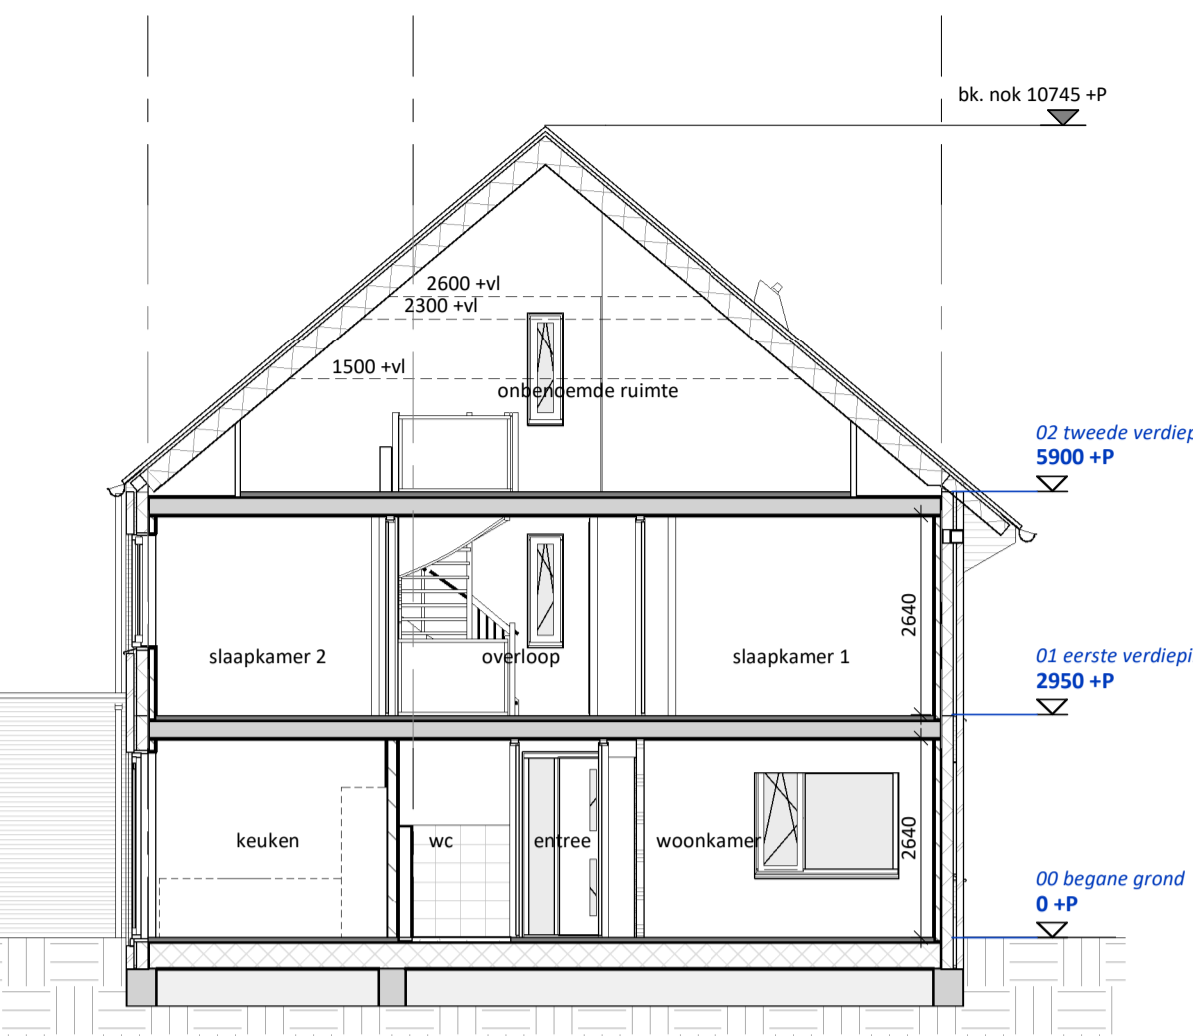 bk. nok 10745 +P
2600 +vl
2300 +vl
1500 +vl
onbenoemde ruimte
02 tweede verdiep
5900 +P
2640
slaapkamer 2
overloop
slaapkamer 1
01 eerste verdiepi
2950 +P
keuken
wc
entree
woonkamer
2640
00 begane grond
0 +P